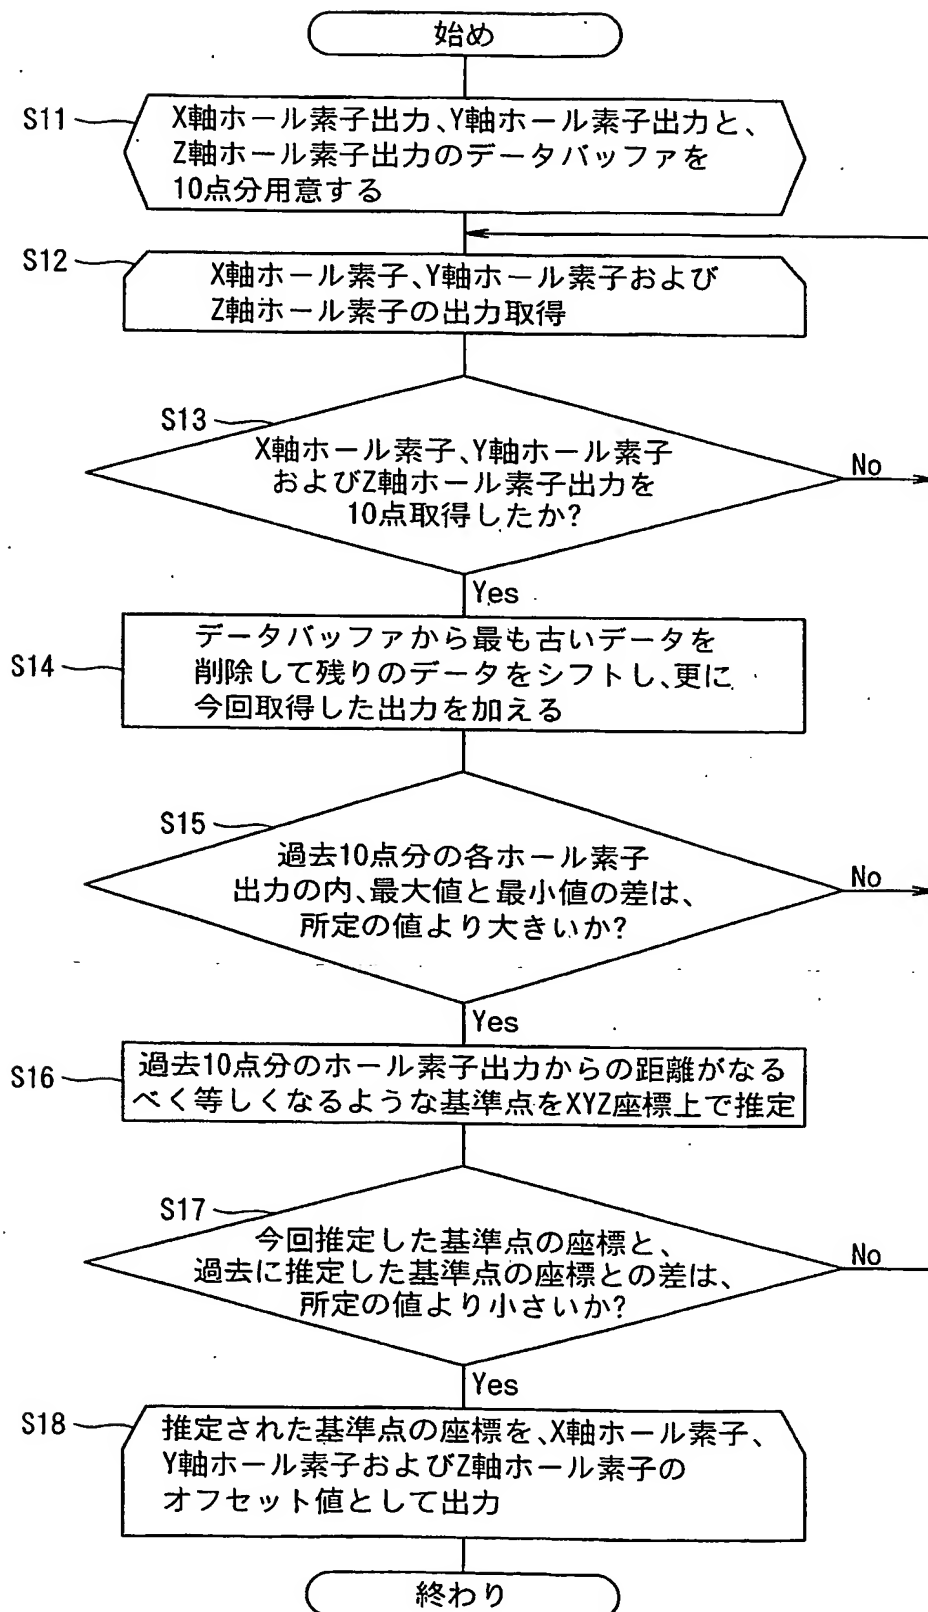 始め
S11
X軸ホール素子出力、Y軸ホール素子出力と、
Z軸ホール素子出力のデータバッファを
10点分用意する
S12
X軸ホール素子、Y軸ホール素子および
Z軸ホール素子の出力取得
S13
X軸ホール素子、Y軸ホール素子
およびZ軸ホール素子出力を
10点取得したか?
No
Yes
S14
データバッファから最も古いデータを
削除して残りのデータをシフトし、更に
今回取得した出力を加える
S15
過去10点分の各ホール素子
出力の内、最大値と最小値の差は、
所定の値より大きいか?
No
Yes
S16
過去10点分のホール素子出力からの距離がなる
べく等しくなるような基準点をXYZ座標上で推定
S17
今回推定した基準点の座標と、
過去に推定した基準点の座標との差は、
所定の値より小さいか?
No
Yes
S18
推定された基準点の座標を、X軸ホール素子、
Y軸ホール素子およびZ軸ホール素子の
オフセット値として出力
終わり